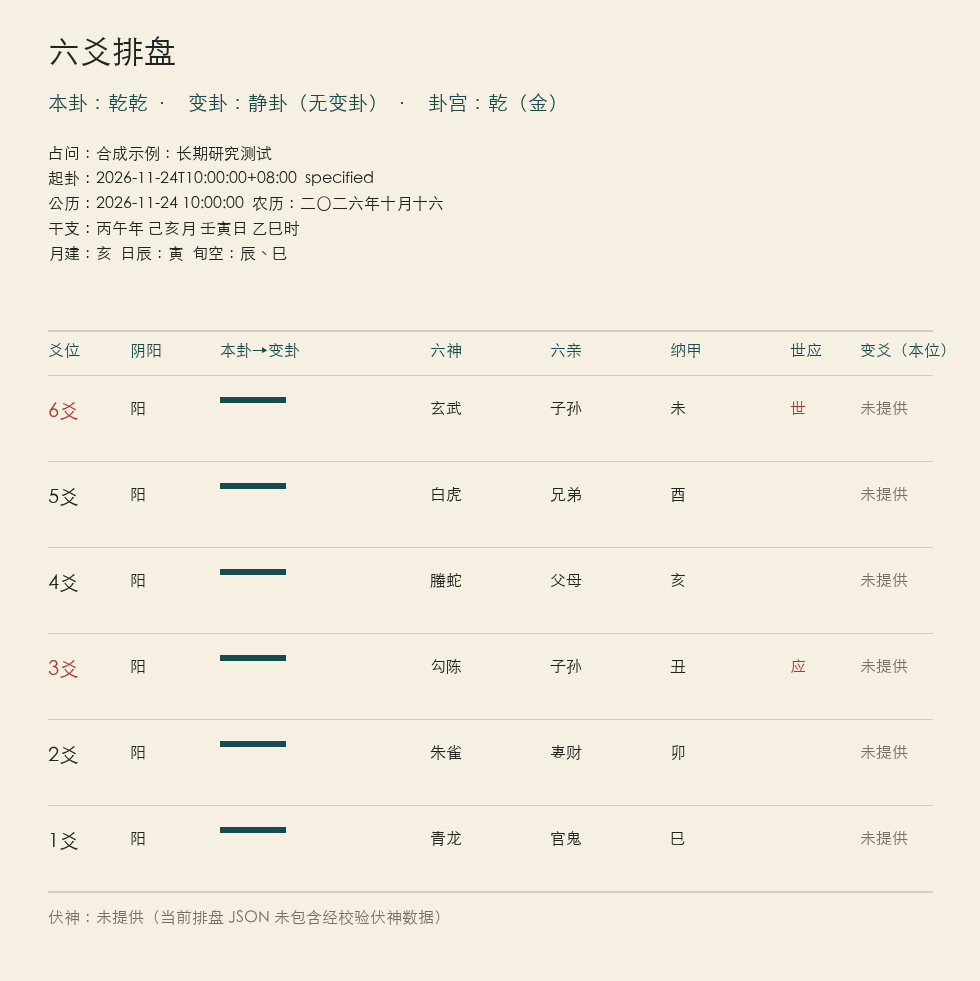 六爻排盘
本卦：乾乾 · 变卦：静卦（无变卦） · 卦宫：乾（金）
占问：合成示例：长期研究测试
起卦：2026-11-24T10:00:00+08:00 specified
公历：2026-11-24 10:00:00 农历：二〇二六年十月十六
干支：丙午年 己亥月 壬寅日 乙巳时
月建：亥 日辰：寅 旬空：辰、巳
爻位 阴阳 本卦→变卦 六神 六亲 纳甲 世应 变爻（本位）
6爻 阳 玄武 子孙 未 世 未提供
5爻 阳 白虎 兄弟 酉 未提供
4爻 阳 螣蛇 父母 亥 未提供
3爻 阳 勾陈 子孙 丑 应 未提供
2爻 阳 朱雀 妻财 卯 未提供
1爻 阳 青龙 官鬼 巳 未提供
伏神：未提供（当前排盘 JSON 未包含经校验伏神数据）